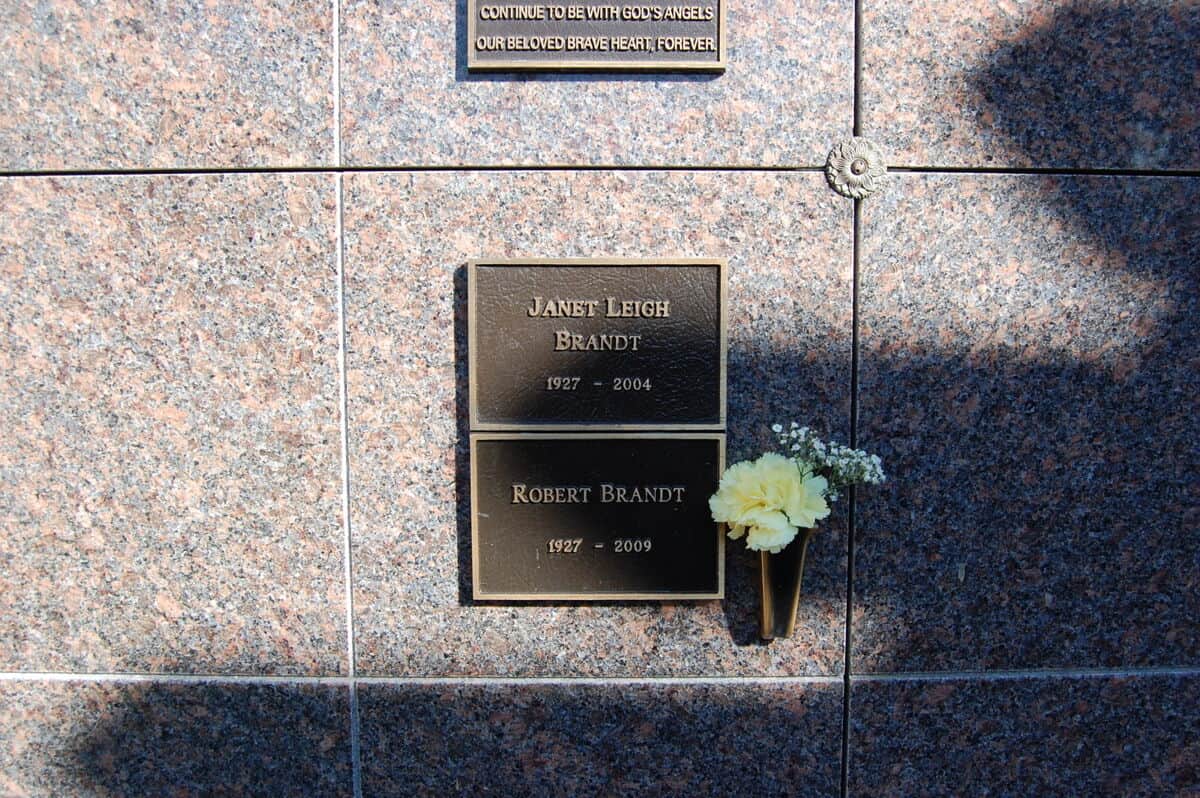 CONTINUE TO BE WITH GOD'S ANGELS
OUR BELOVED BRAVE HEART, FOREVER.
JANET LEIGH
BRANDT
1927 - 2004
ROBERT BRANDT
1927 - 2009